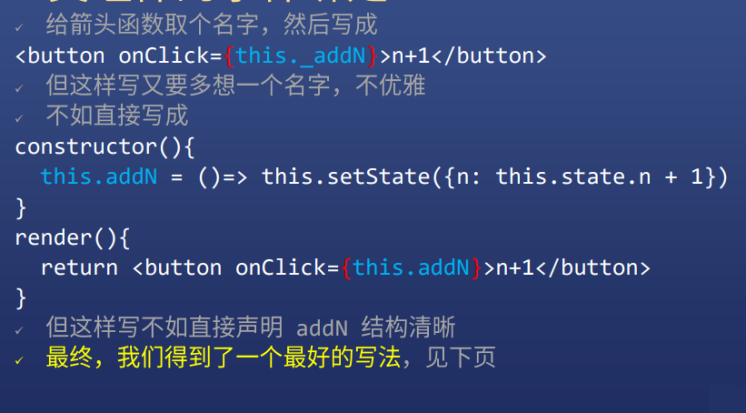 给箭头函数取个名字，然后写成
<button onClick={this._addN}>n+1</button>
但这样写又要多想一个名字，不优雅
不如直接写成
constructor(){
this.addN = ()=> this.setState({n: this.state.n + 1})
}
render(){
return <button onClick={this.addN}>n+1</button>
}
但这样写不如直接声明 addN 结构清晰
最终，我们得到了一个最好的写法，见下页